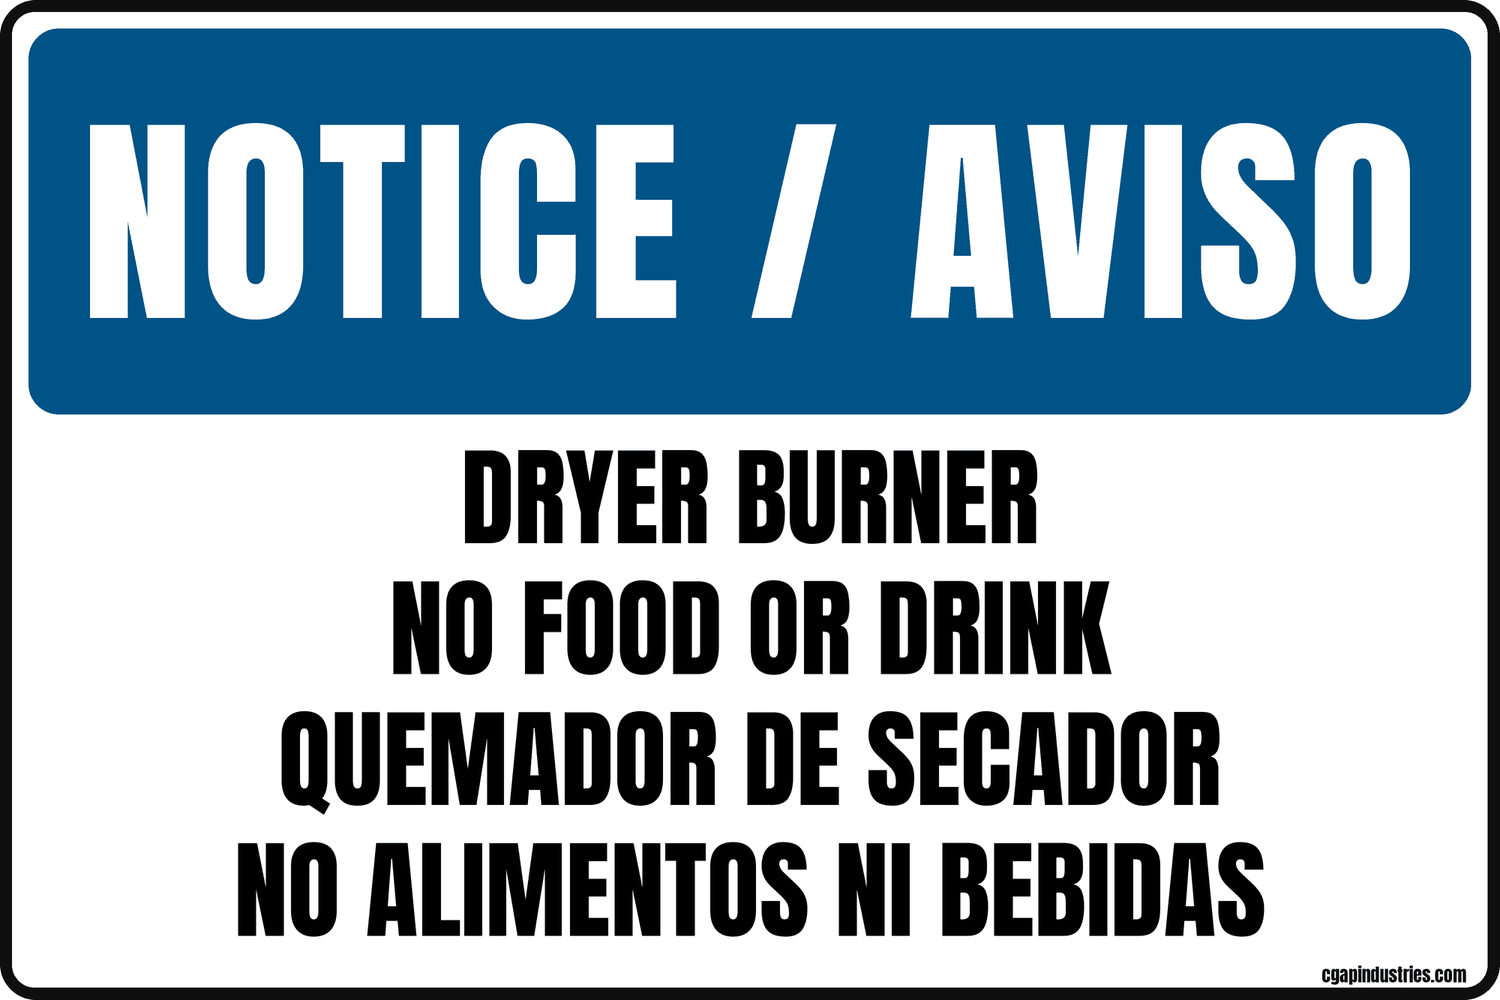 NOTICE / AVISO
DRYER BURNER
NO FOOD OR DRINK
QUEMADOR DE SECADOR
NO ALIMENTOS NI BEBIDAS
cgapindustries.com